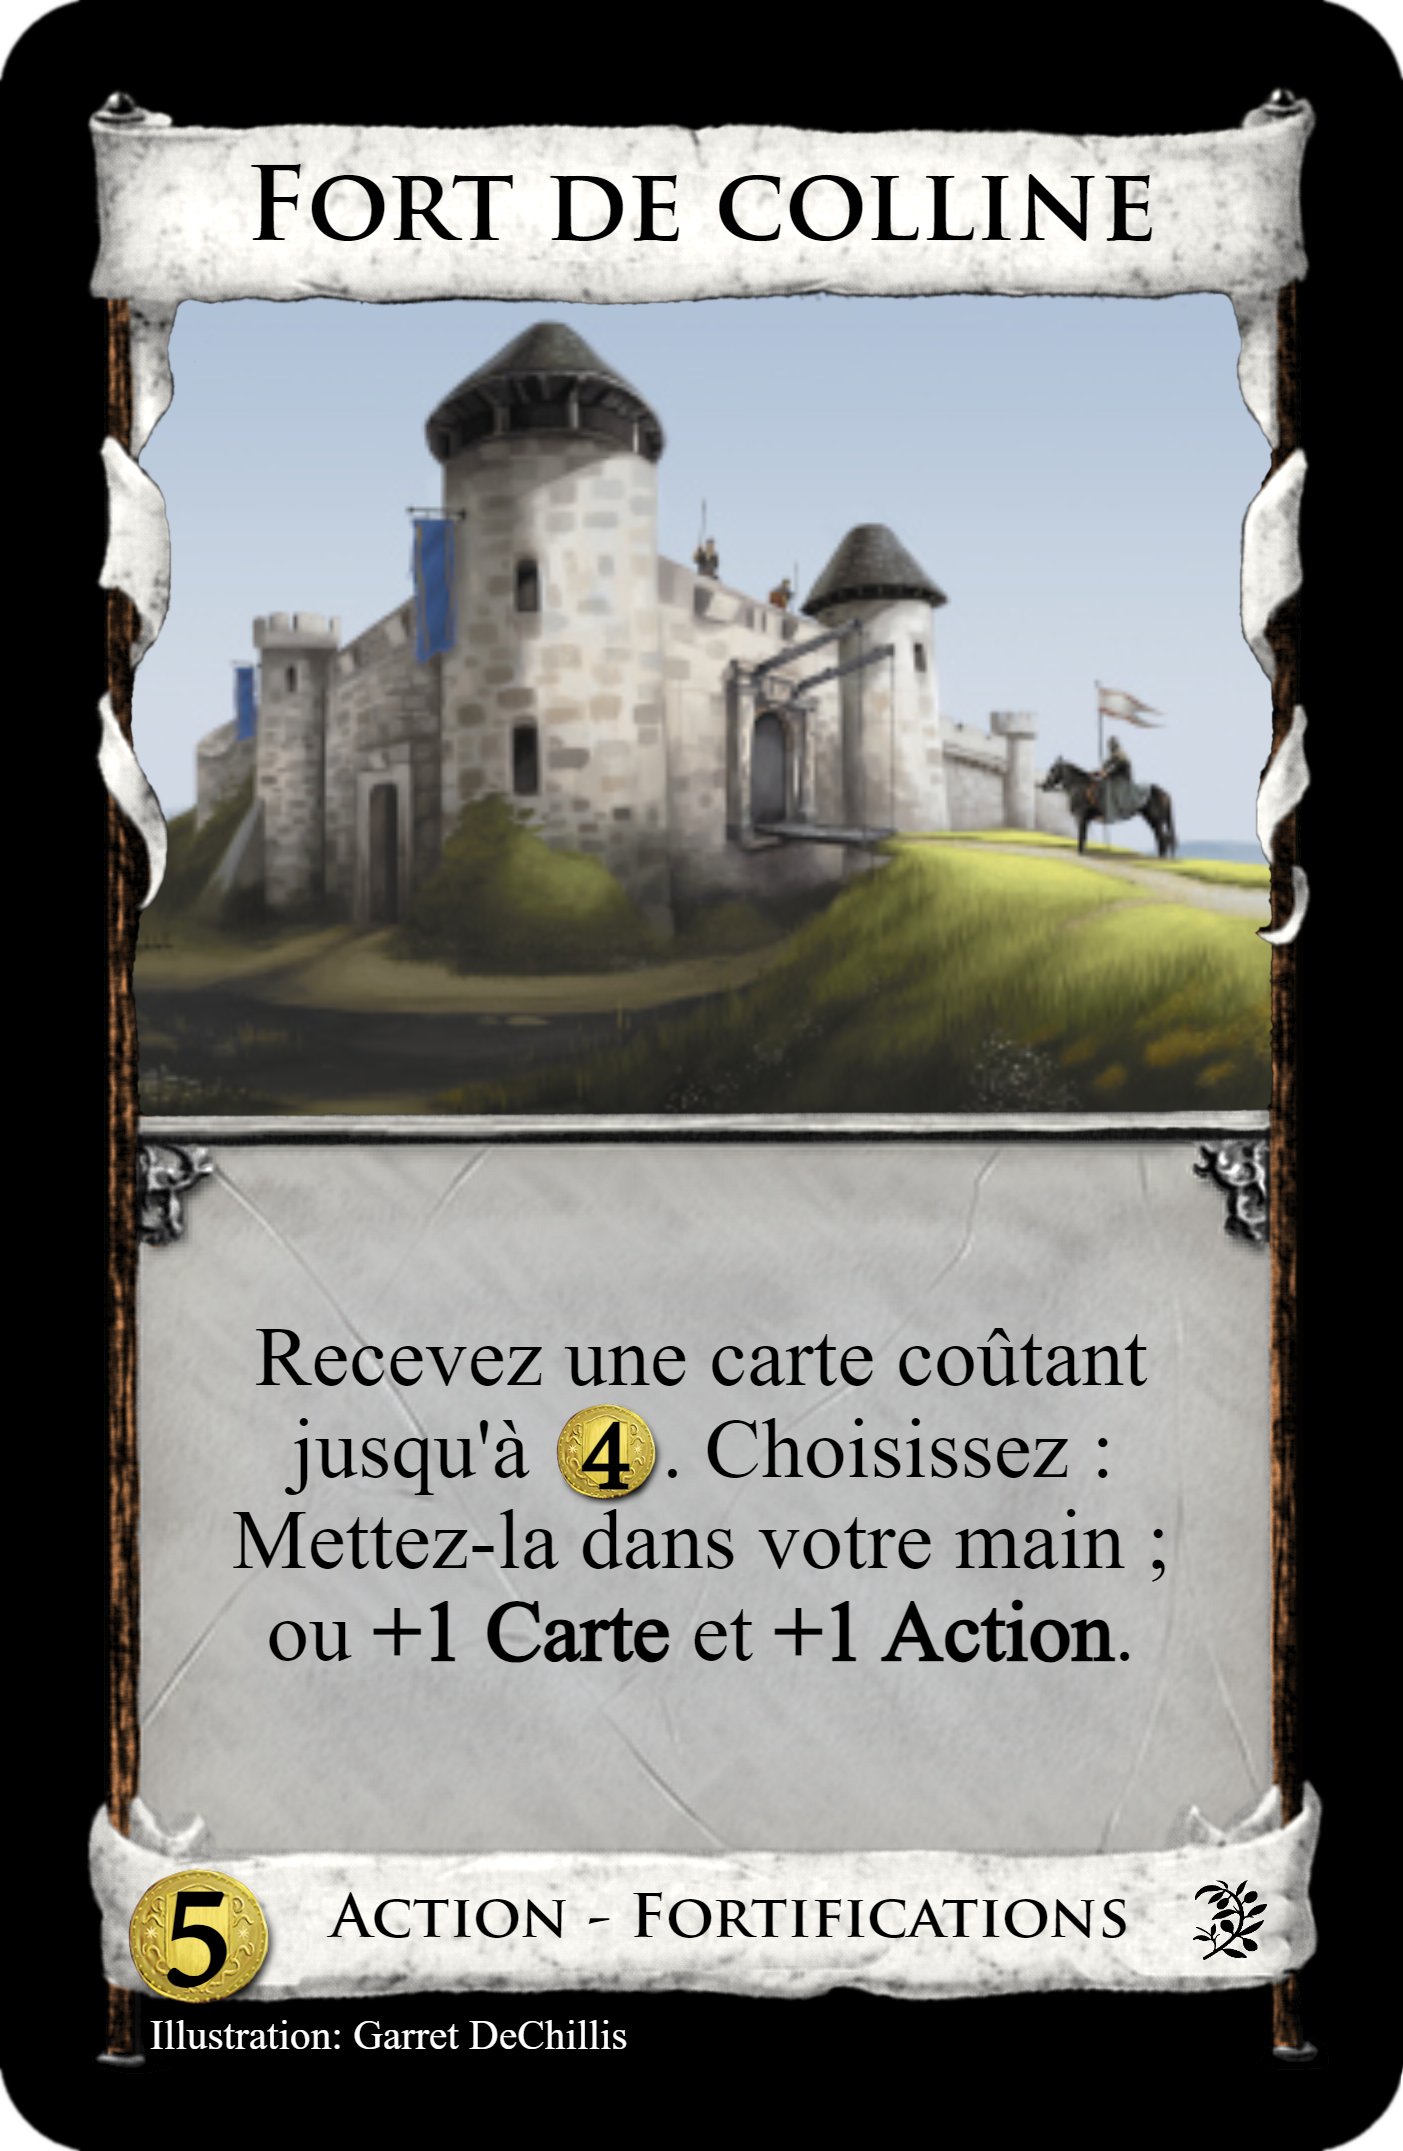 Fort de colline
Recevez une carte coûtant
jusqu'à 4. Choisissez :
Mettez-la dans votre main ;
ou +1 Carte et +1 Action.
5 Action - Fortifications
Illustration: Garret DeChillis